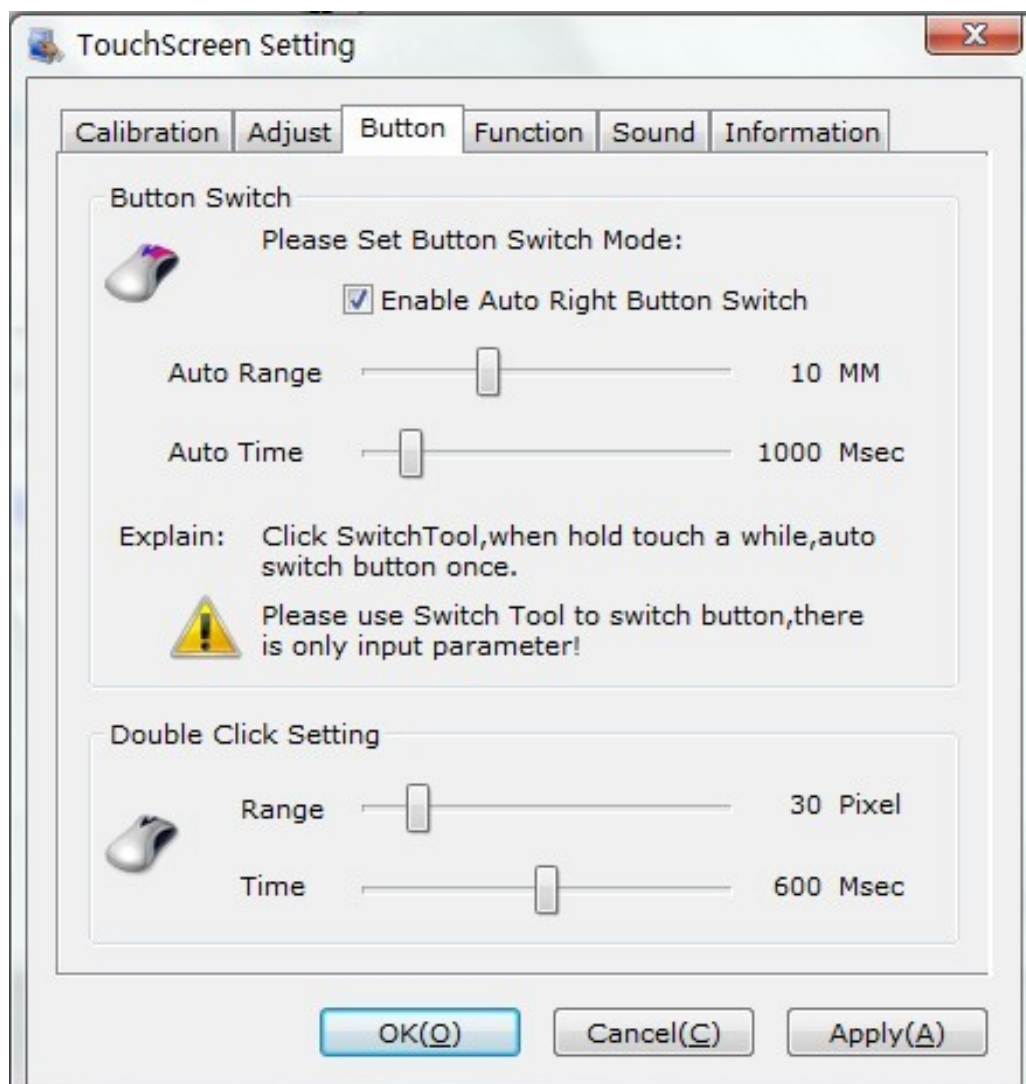 TouchScreen Setting
Calibration Adjust Button Function Sound Information
Button Switch
Please Set Button Switch Mode:
Enable Auto Right Button Switch
Auto Range 10 MM
Auto Time 1000 Msec
Explain: Click SwitchTool,when hold touch a while,auto
switch button once.
Please use Switch Tool to switch button,there
is only input parameter!
Double Click Setting
Range 30 Pixel
Time 600 Msec
OK(O) Cancel(C) Apply(A)